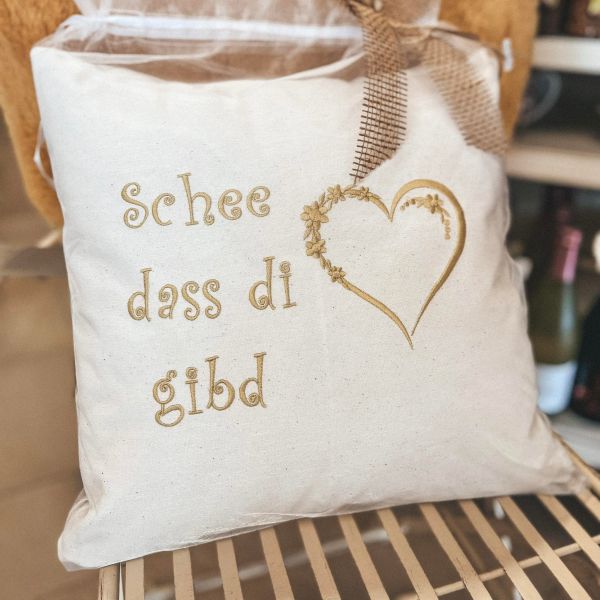 Schee
dass di
gibd